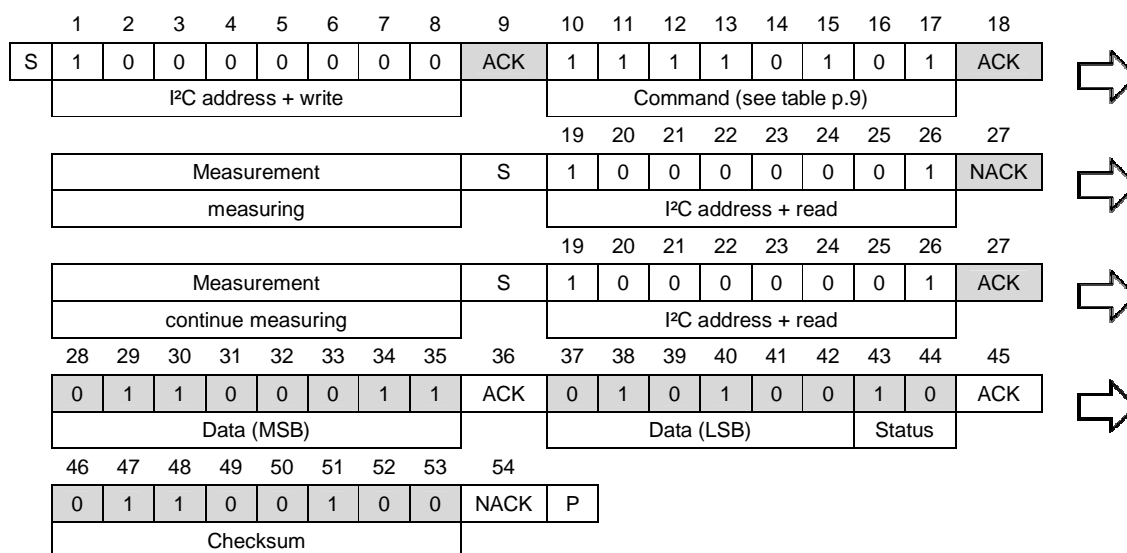 1 2 3 4 5 6 7 8 9 10 11 12 13 14 15 16 17 18
S 1 0 0 0 0 0 0 0 ACK 1 1 1 1 0 1 0 1 ACK
I²C address + write Command (see table p.9)
19 20 21 22 23 24 25 26 27
Measurement S 1 0 0 0 0 0 0 1 NACK
measuring I²C address + read
19 20 21 22 23 24 25 26 27
Measurement S 1 0 0 0 0 0 0 1 ACK
continue measuring I²C address + read
28 29 30 31 32 33 34 35 36 37 38 39 40 41 42 43 44 45
0 1 1 0 0 0 1 1 ACK 0 1 0 1 0 0 1 0 ACK
Data (MSB) Data (LSB) Status
46 47 48 49 50 51 52 53 54
0 1 1 0 0 1 0 0 NACK P
Checksum